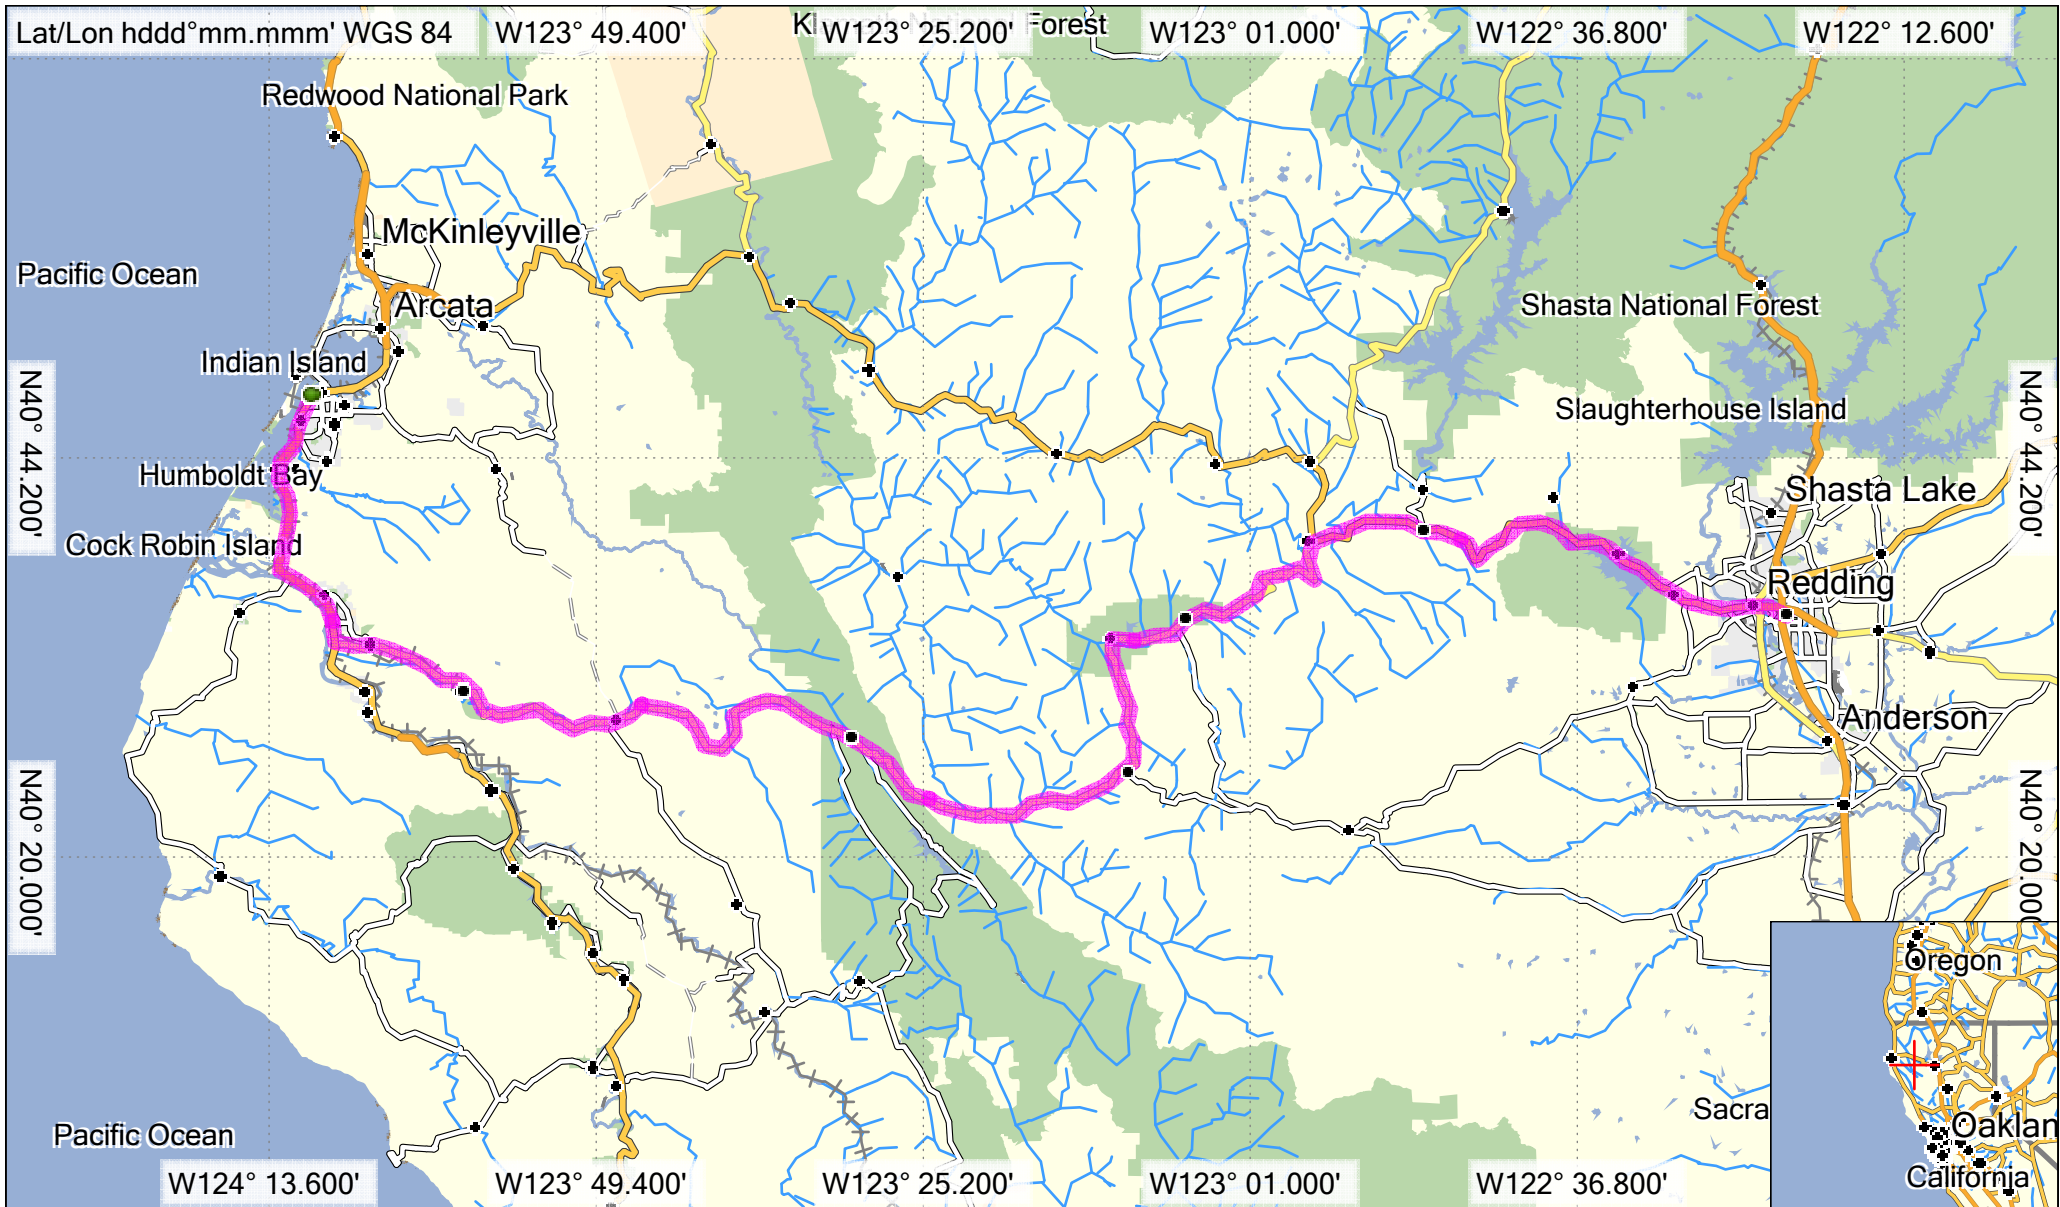 Lat/Lon hddd°mm.mmm' WGS 84
W123° 49.400'
W123° 25.200'
Forest
W123° 01.000'
W122° 36.800'
W122° 12.600'
Redwood National Park
McKinleyville
Pacific Ocean
Arcata
Shasta National Forest
Indian Island
N40° 44.200'
N40° 44.200'
Slaughterhouse Island
Humboldt Bay
Shasta Lake
Cock Robin Island
Redding
Anderson
N40° 20.000'
N40° 20.000'
Oregon
Sacra
Oaklan
Pacific Ocean
California
W124° 13.600'
W123° 49.400'
W123° 25.200'
W123° 01.000'
W122° 36.800'